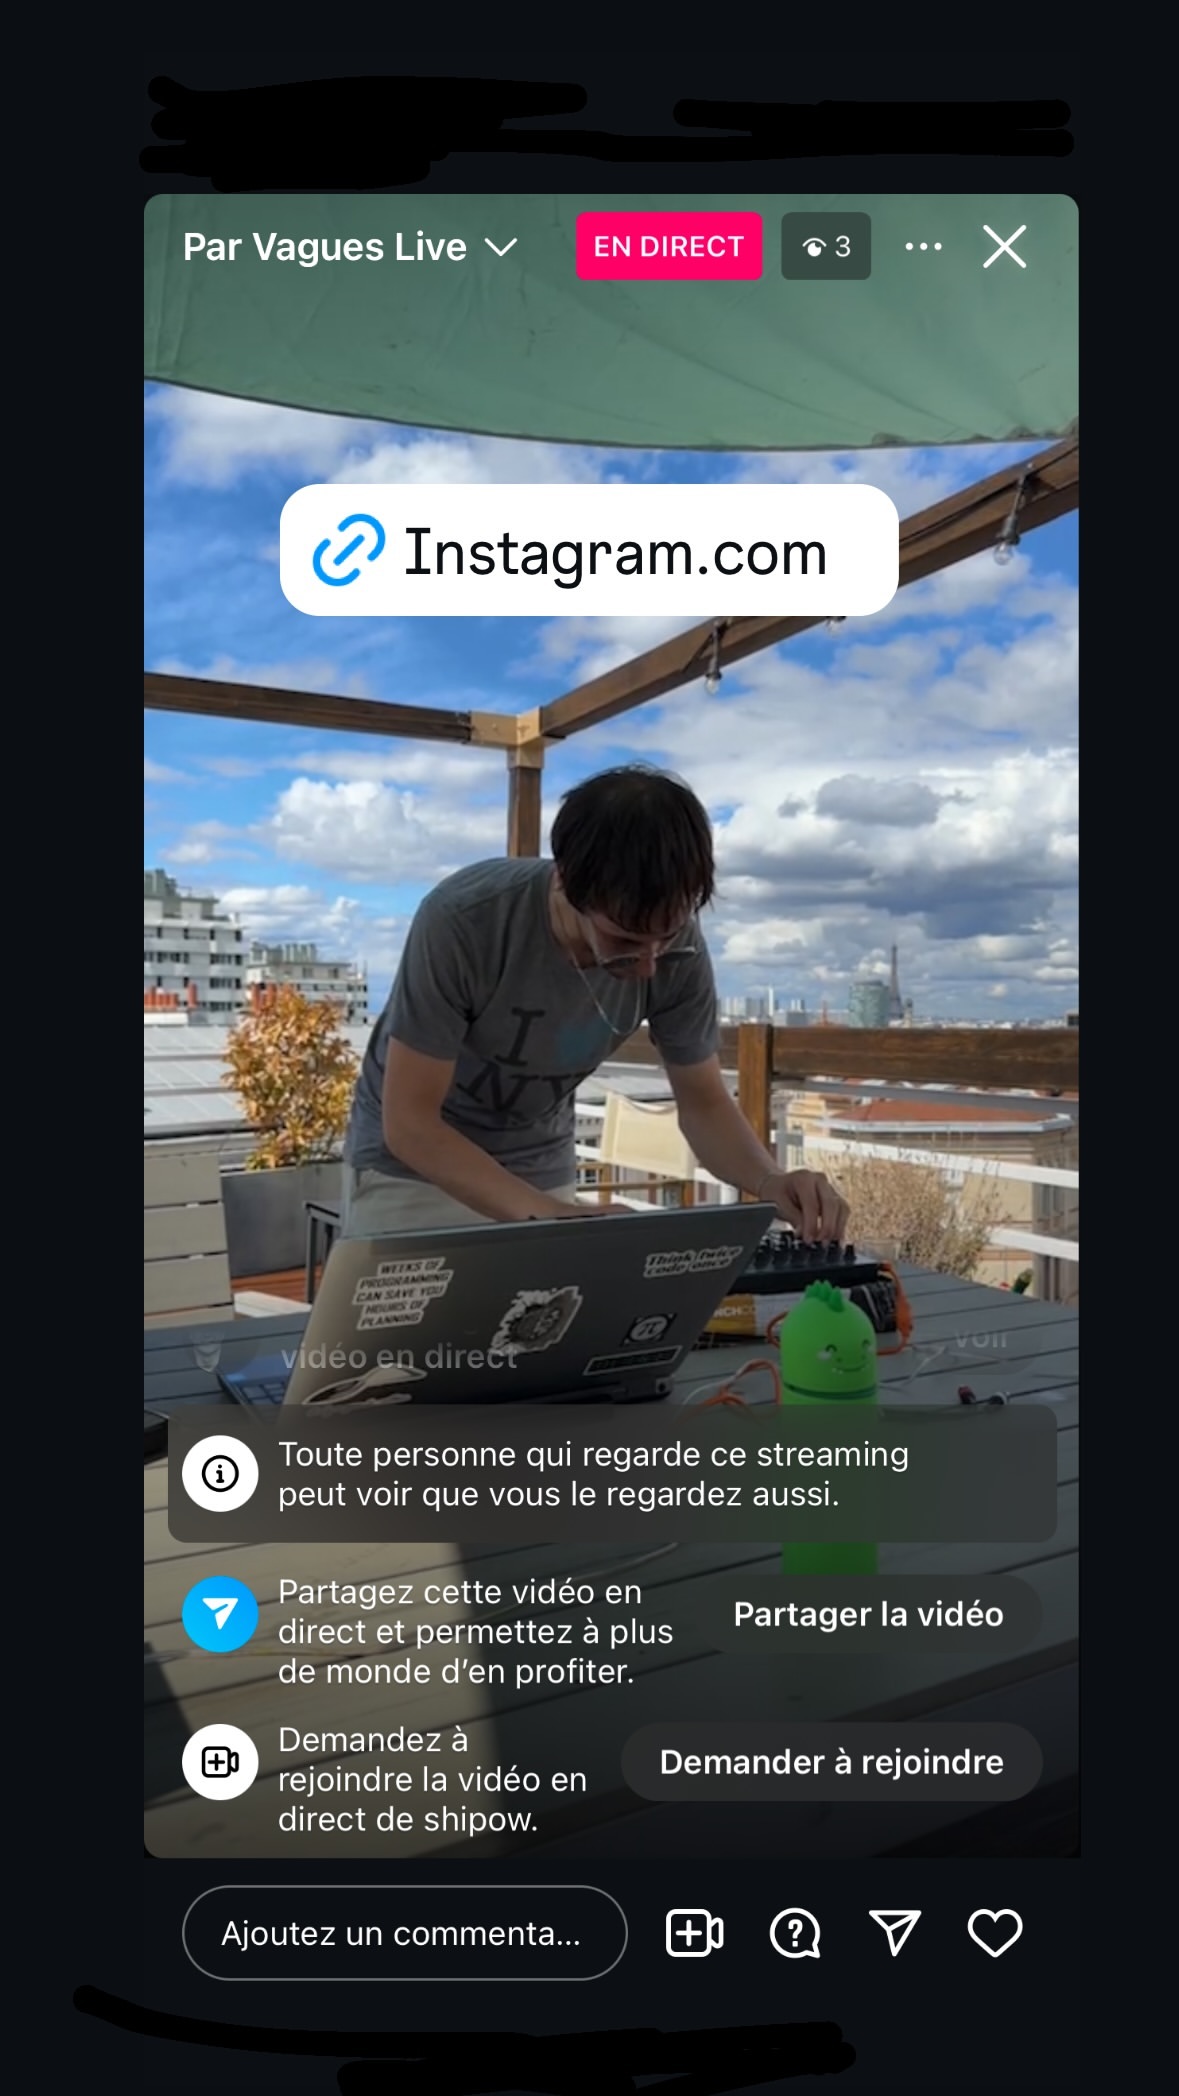 Par Vagues Live
EN DIRECT
3
Instagram.com
I
NY
WEEKS OF
PROGRAMMING
CAN SAVE YOU
HOURS OF
PLANNING
Think twice
code once
vidéo en direct
Voir
Toute personne qui regarde ce streaming
peut voir que vous le regardez aussi.
Partagez cette vidéo en
direct et permettez à plus
de monde d’en profiter.
Partager la vidéo
Demandez à
rejoindre la vidéo en
direct de shipow.
Demander à rejoindre
Ajoutez un commenta...